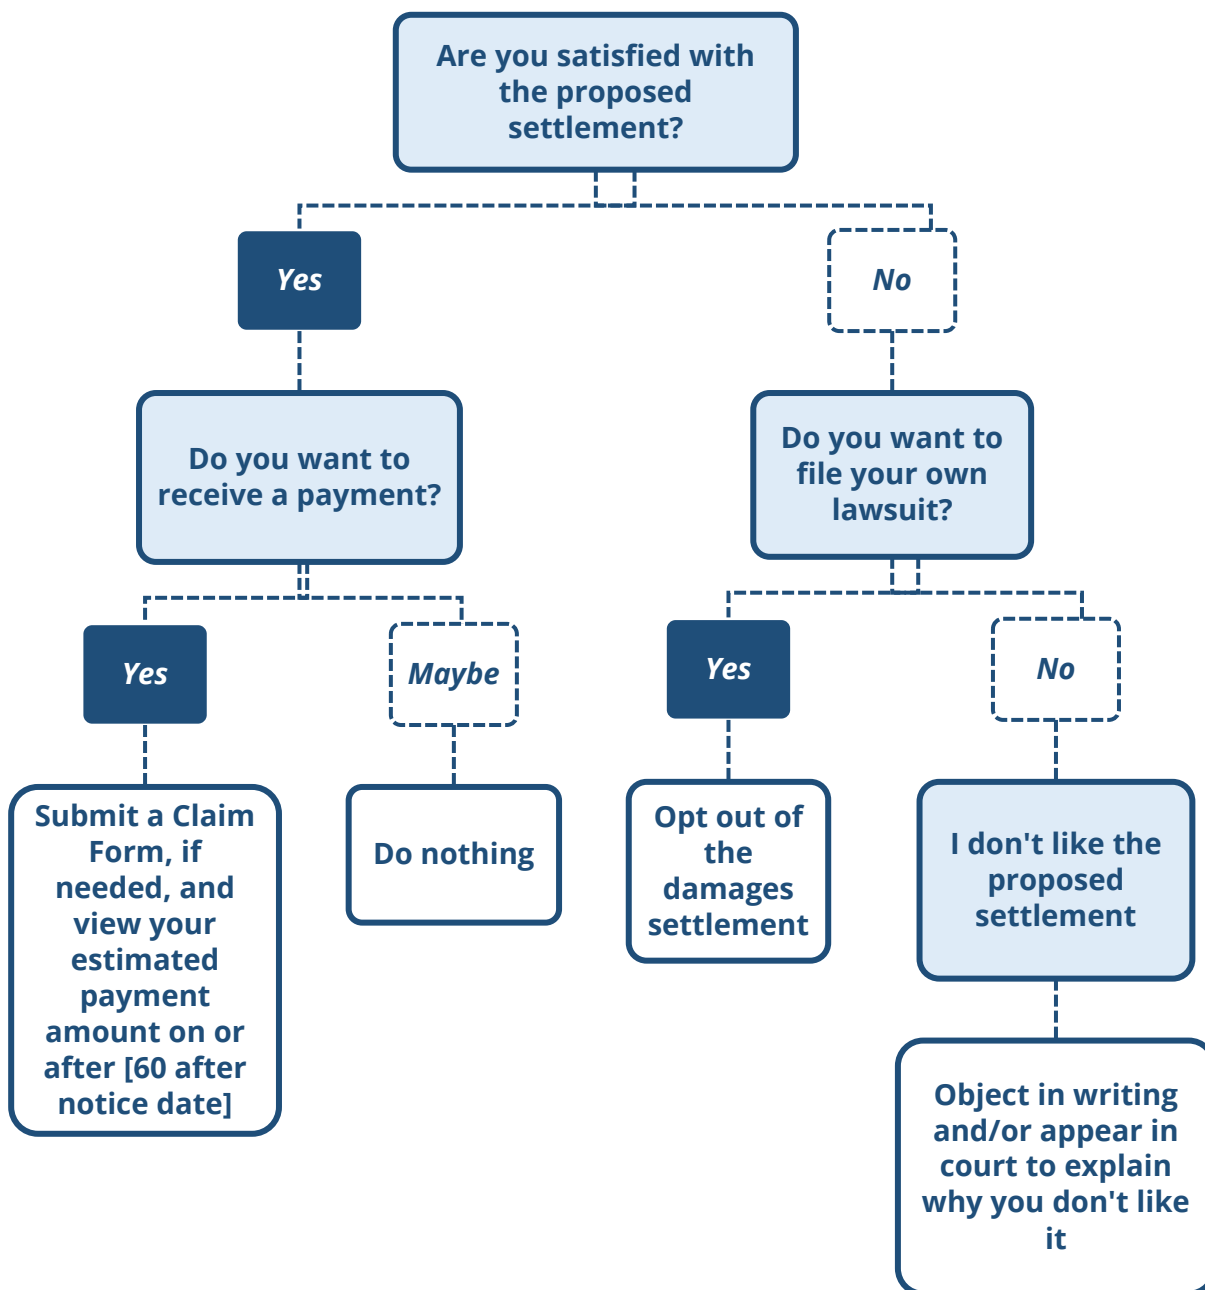 Are you satisfied with
the proposed
settlement?
Yes
No
Do you want to
receive a payment?
Do you want to
file your own
lawsuit?
Yes
Maybe
Yes
No
Submit a Claim
Form, if
needed, and
view your
estimated
payment
amount on or
after [60 after
notice date]
Do nothing
Opt out of
the
damages
settlement
I don't like the
proposed
settlement
Object in writing
and/or appear in
court to explain
why you don't like
it